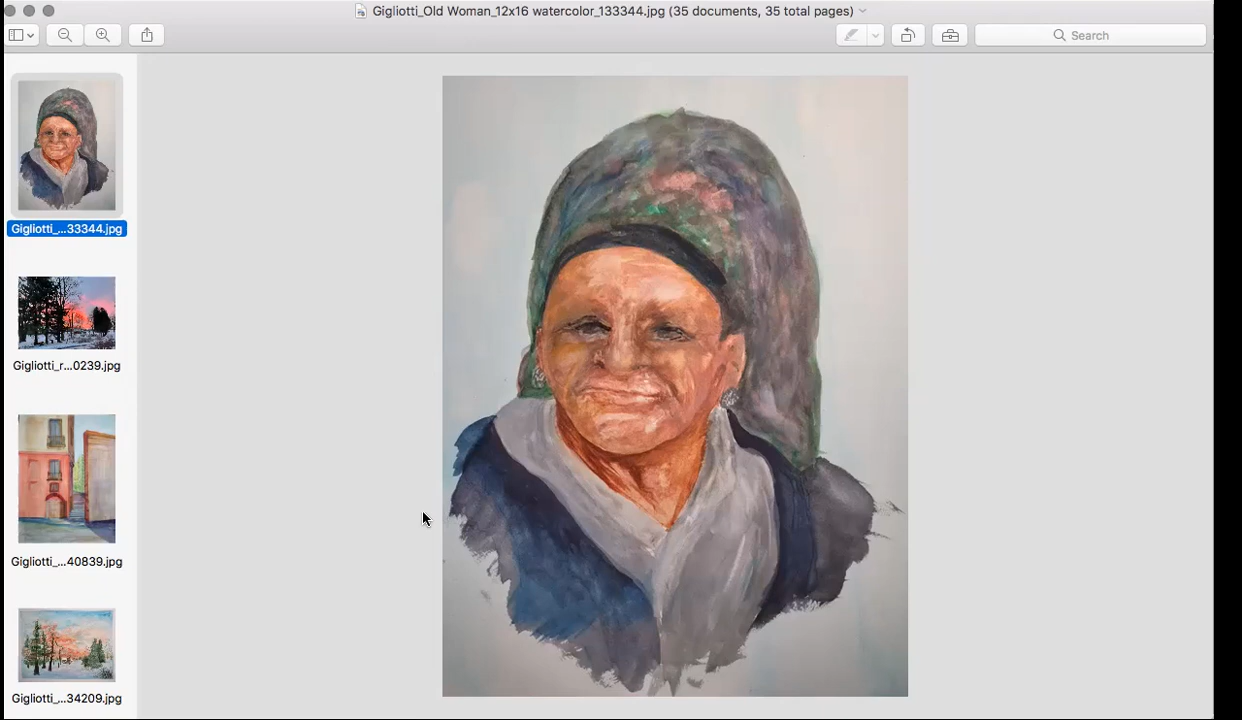 Gigliotti_Old Woman_12x16 watercolor_133344.jpg (35 documents, 35 total pages)
Search
Gigliotti_...33344.jpg
Gigliotti_r...0239.jpg
Gigliotti_...40839.jpg
Gigliotti_...34209.jpg